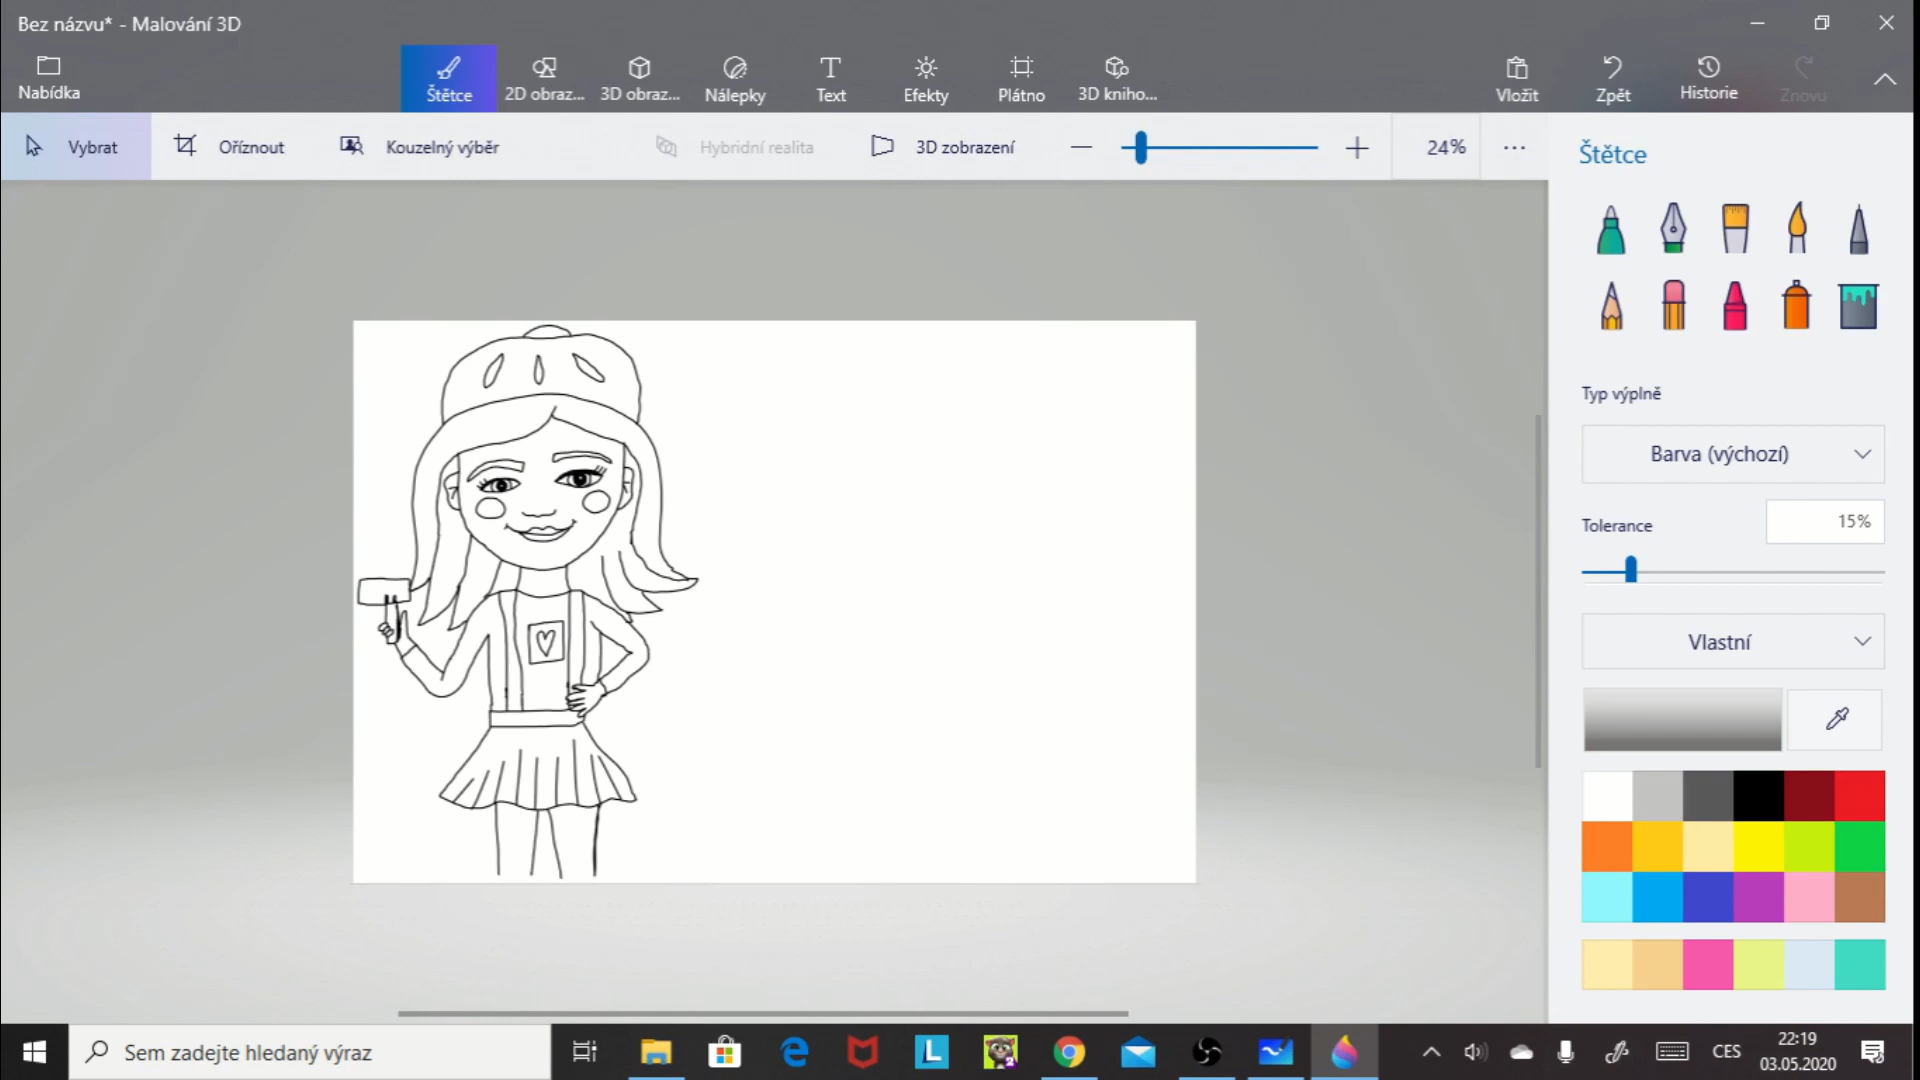 Bez názvu* - Malování 3D
Nabídka
Štětce
2D obraz...
3D obraz...
Nálepky
Text
Efekty
Plátno
3D kniho...
Vložit
Zpět
Historie
Znovu
Vybrat
Oříznout
Kouzelný výběr
Hybridní realita
3D zobrazení
24%
Štětce
Typ výplně
Barva (výchozí)
Tolerance
15%
Vlastní
Sem zadejte hledaný výraz
L
2
CES
22:19
03.05.2020